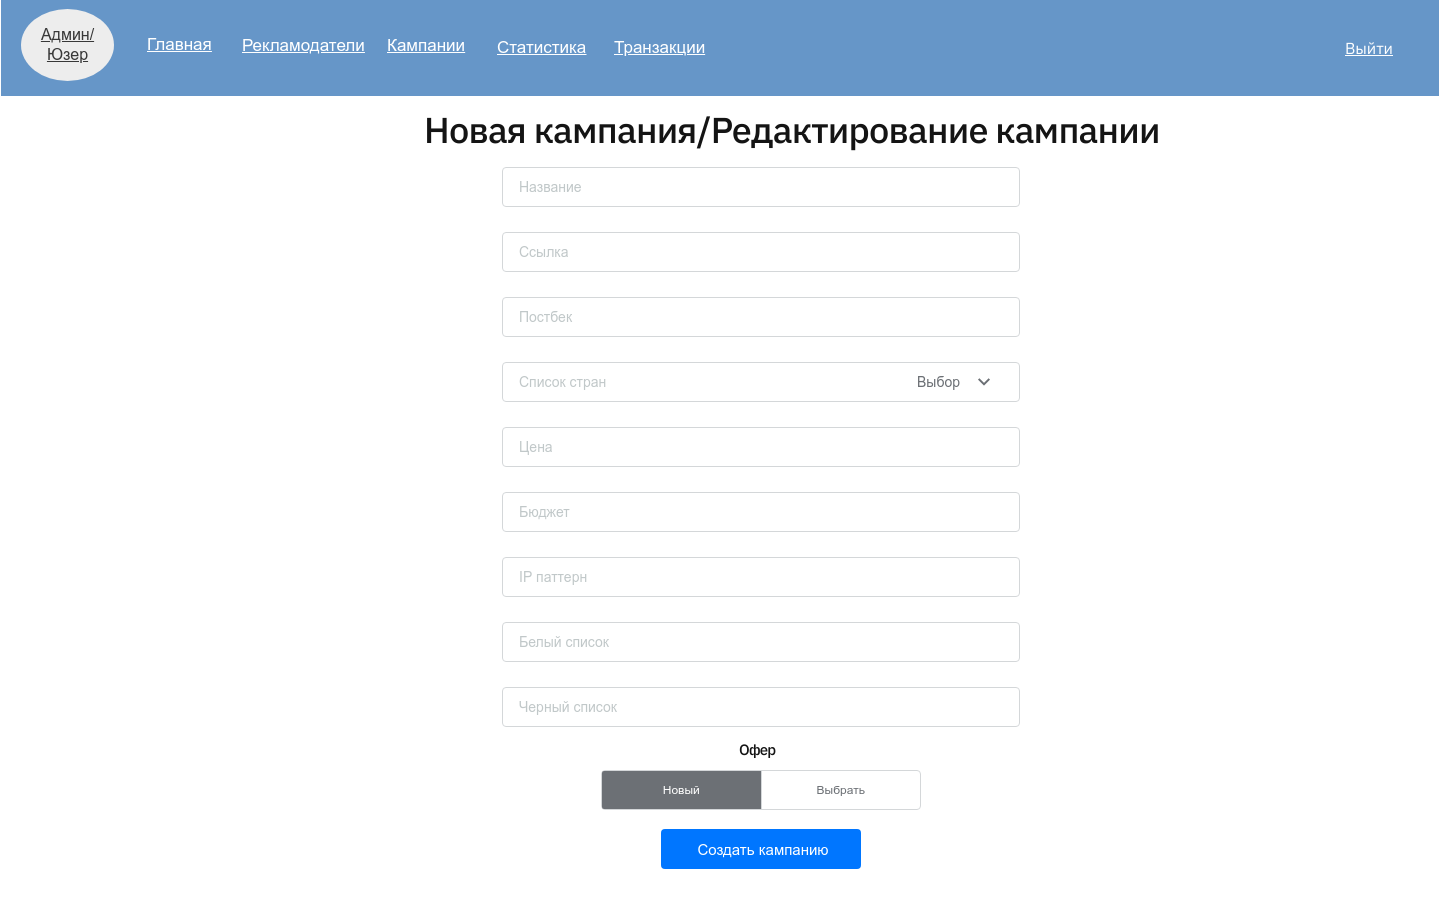 Админ/
Юзер
Главная
Рекламодатели
Кампании
Статистика
Транзакции
Выйти
Новая кампания/Редактирование кампании
Название
Ссылка
Постбек
Список стран
Выбор
Цена
Бюджет
IP паттерн
Белый список
Черный список
Офер
Новый
Выбрать
Создать кампанию